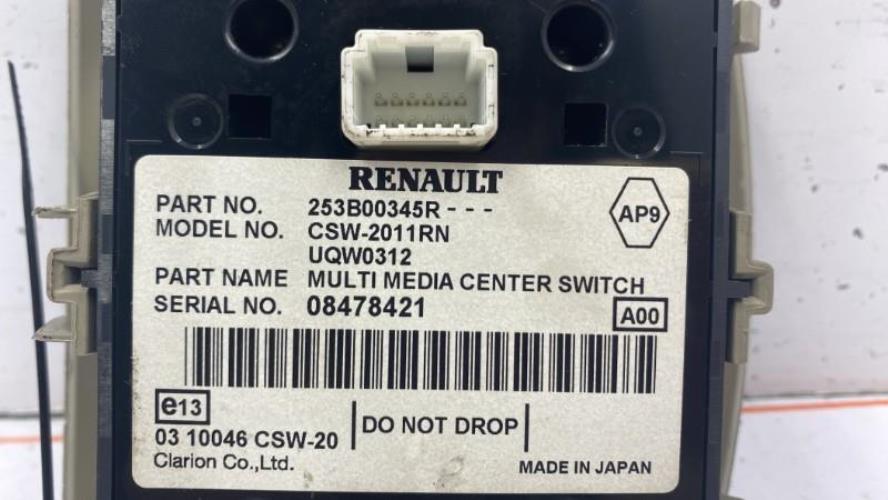 RENAULT
PART NO. 253B00345R - - -
AP9
MODEL NO. CSW-2011RN
UQW0312
PART NAME MULTI MEDIA CENTER SWITCH
SERIAL NO. 08478421
A00
e13
DO NOT DROP
03 10046 CSW-20
Clarion Co.,Ltd.
MADE IN JAPAN